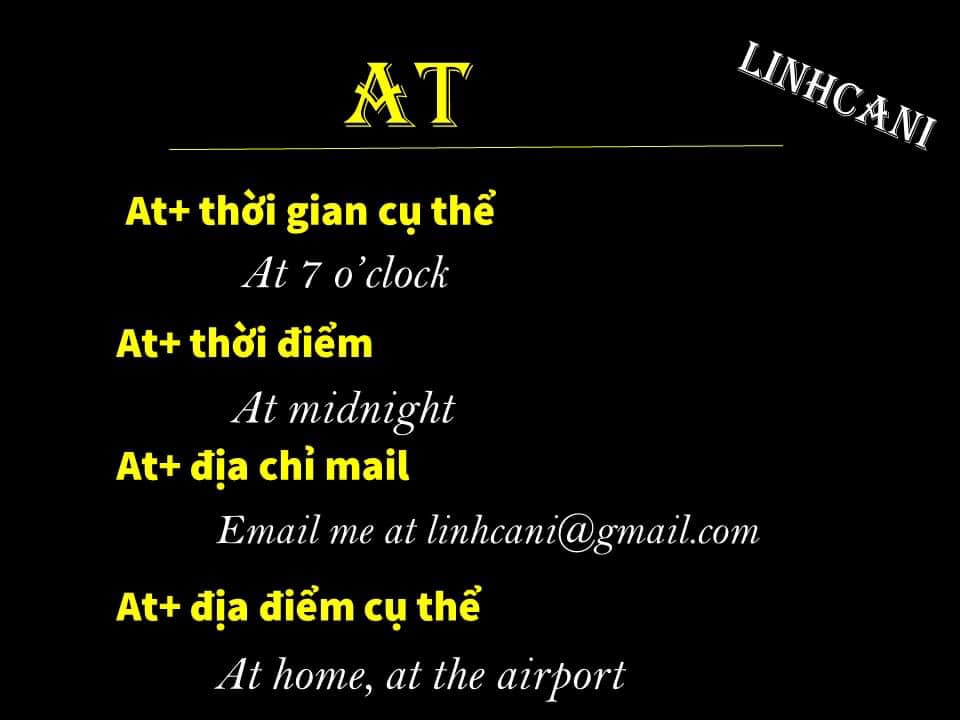 AT
LINHCANI
At+ thời gian cụ thể
At 7 o’clock
At+ thời điểm
At midnight
At+ địa chỉ mail
Email me at linhcani@gmail.com
At+ địa điểm cụ thể
At home, at the airport